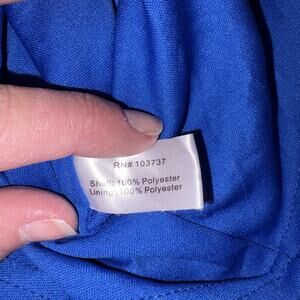 RN# 103737
Shell: 100% Polyester
Lining: 100% Polyester